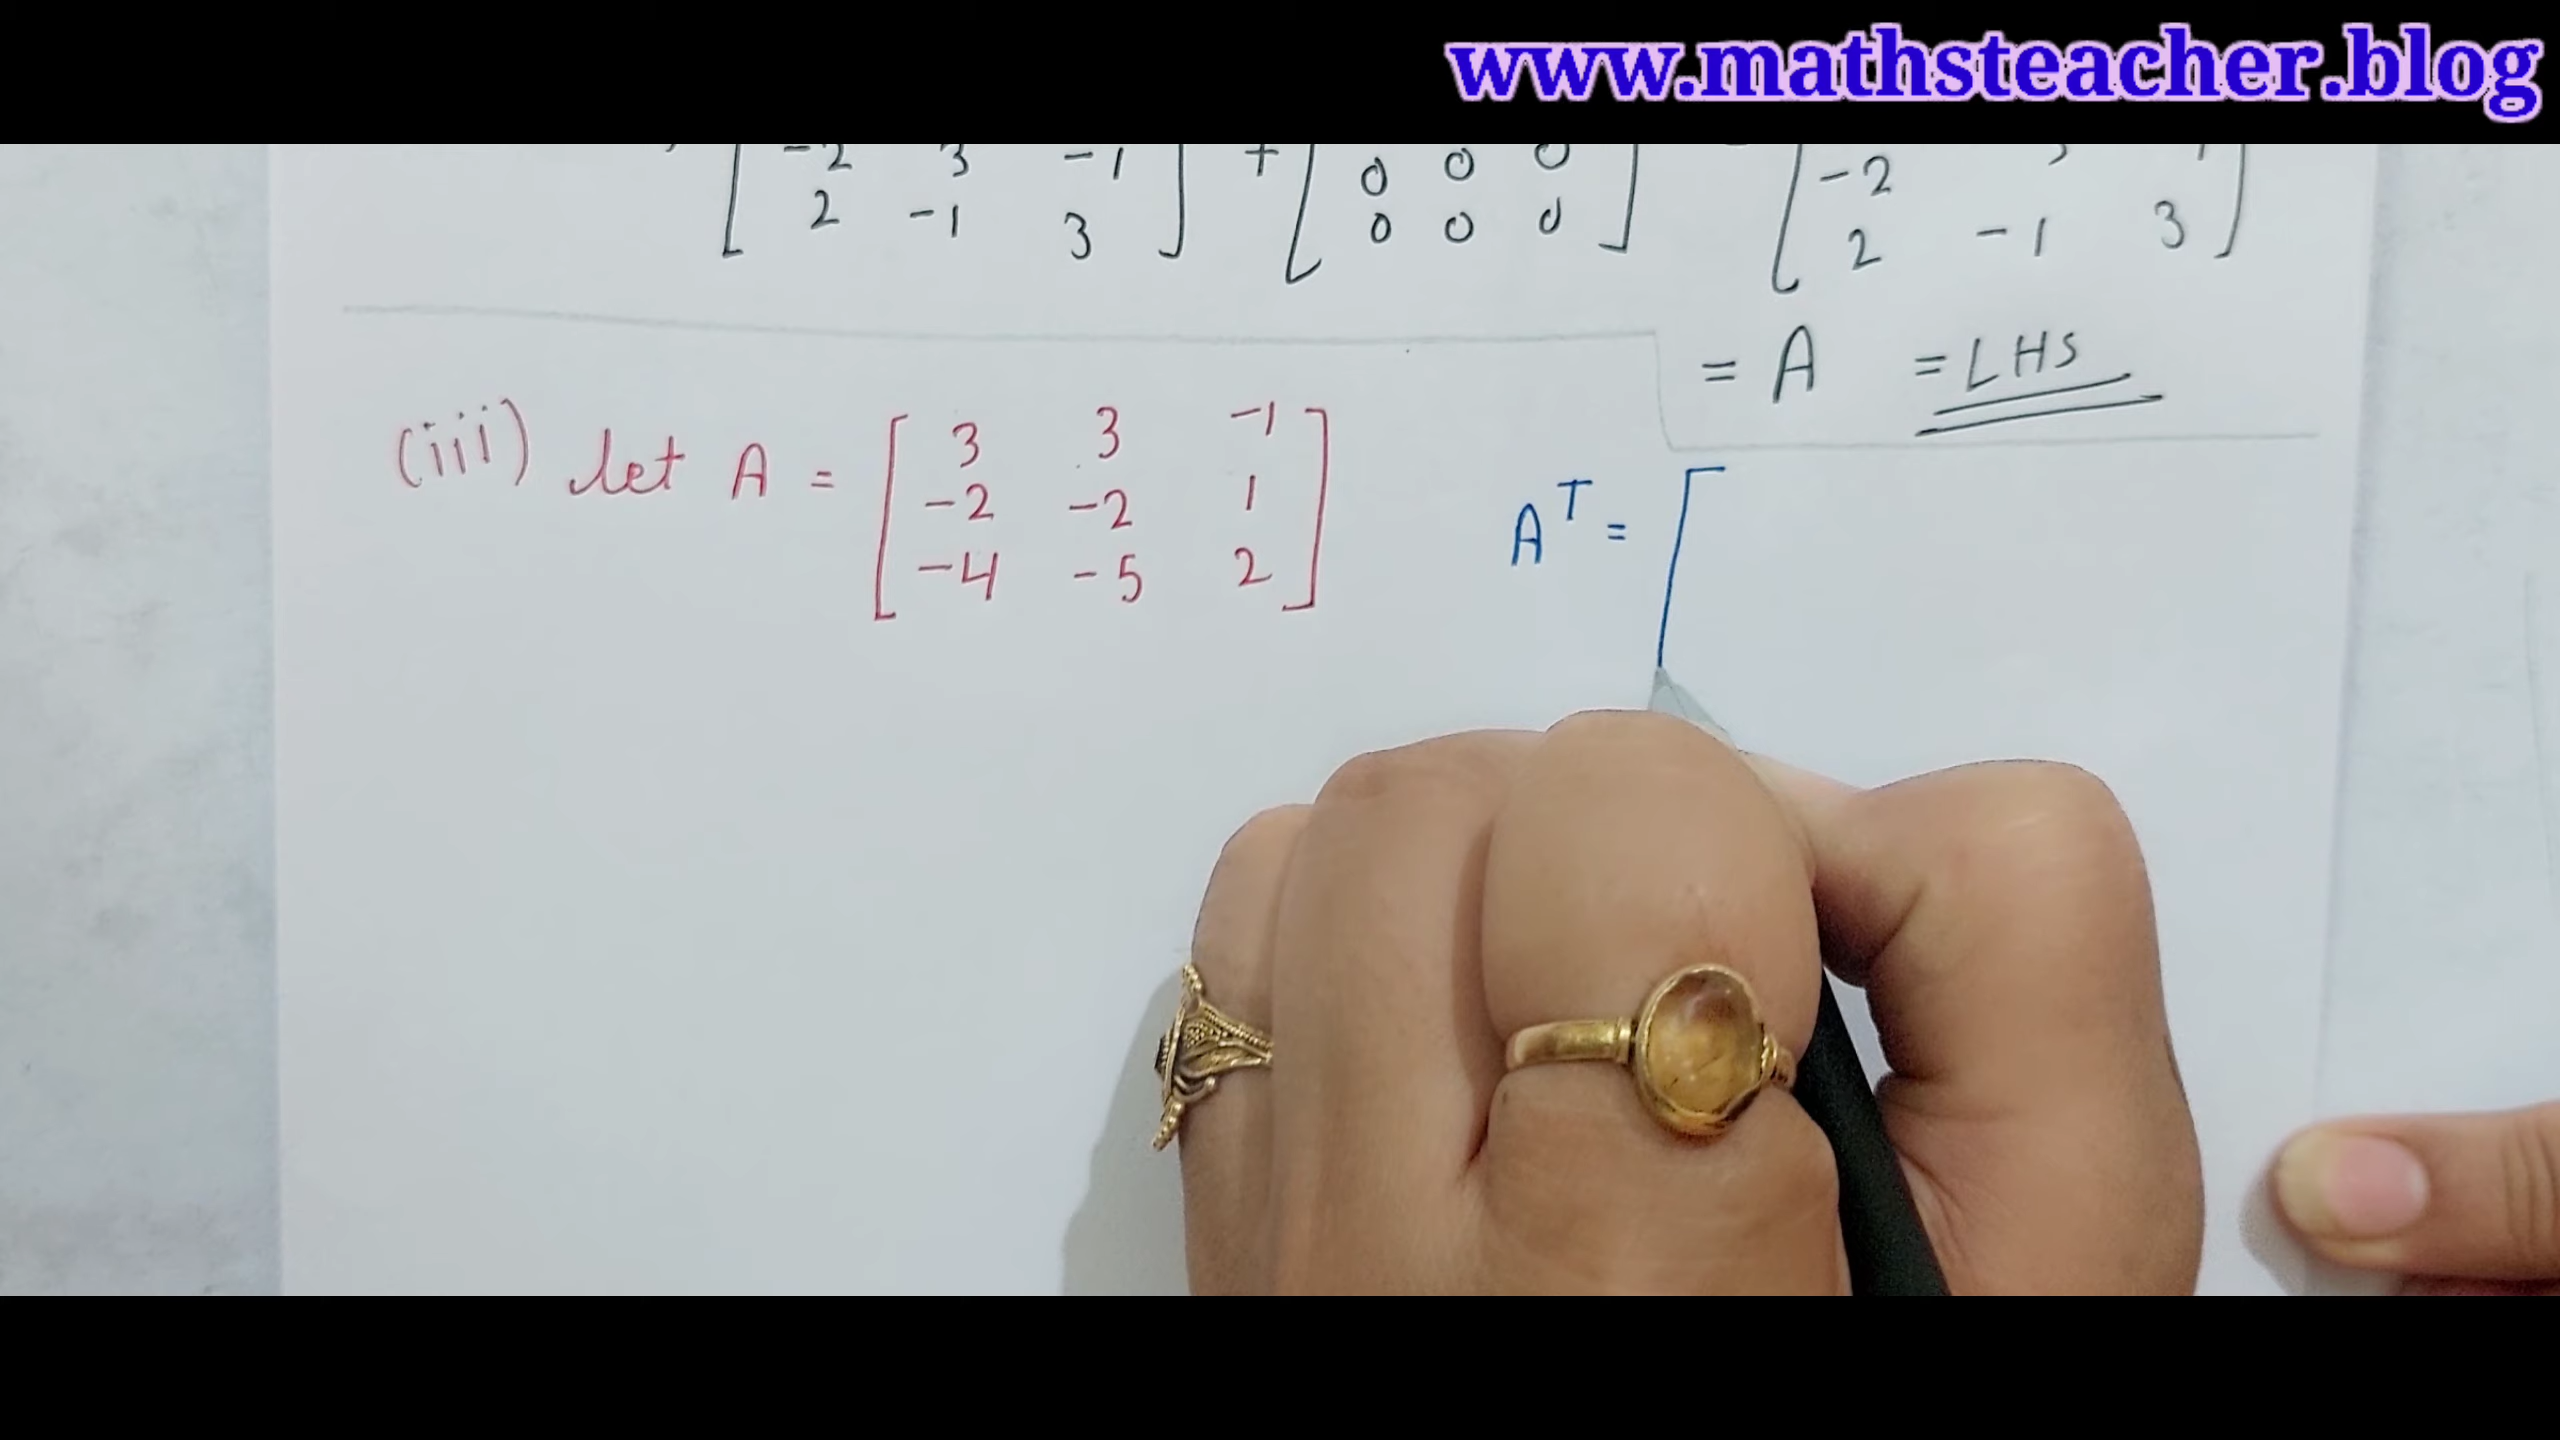 www.mathsteacher.blog
-2 3 -1 + 0 0 0 -2
2 -1 3 0 0 0 2 -1 3
= A = LHS
(iii) let A = [ 3 3 -1
-2 -2 1
-4 -5 2 ]
A^T = [